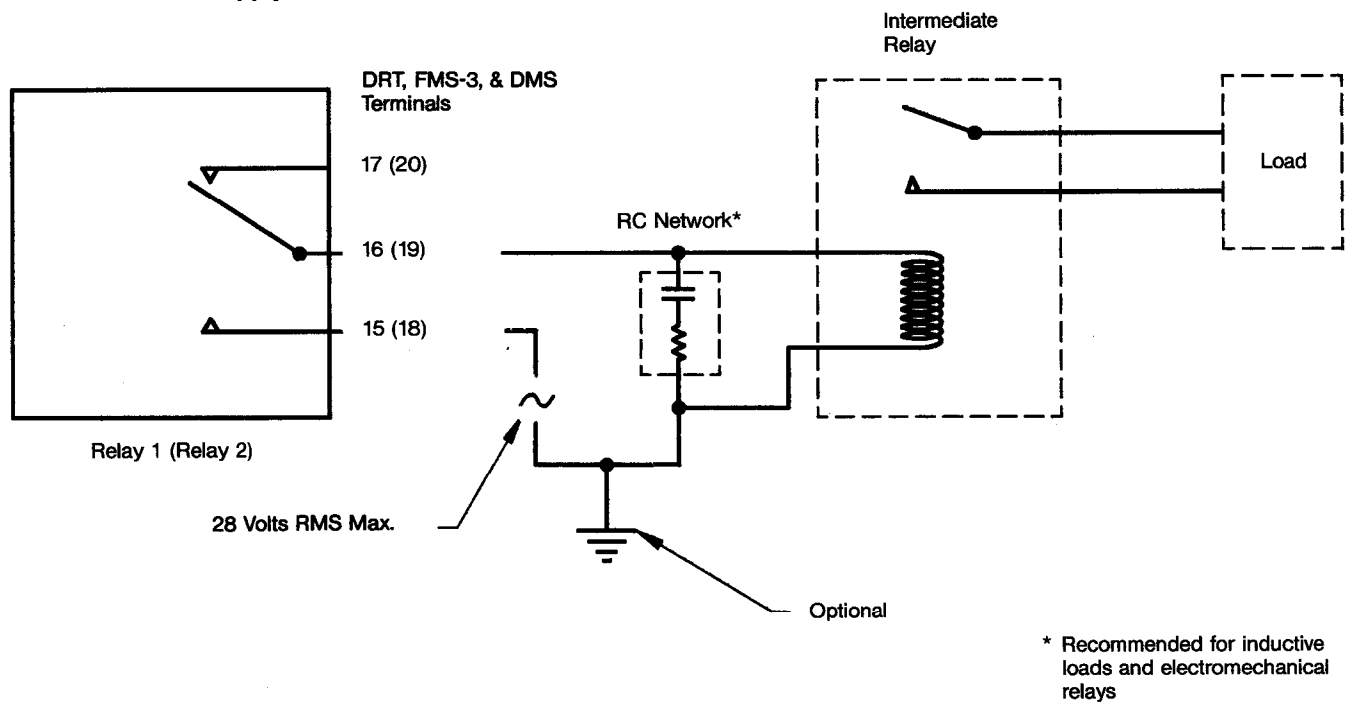 Intermediate
Relay
DRT, FMS-3, & DMS
Terminals
17 (20)
Load
RC Network*
16 (19)
15 (18)
Relay 1 (Relay 2)
28 Volts RMS Max.
Optional
* Recommended for inductive
loads and electromechanical
relays